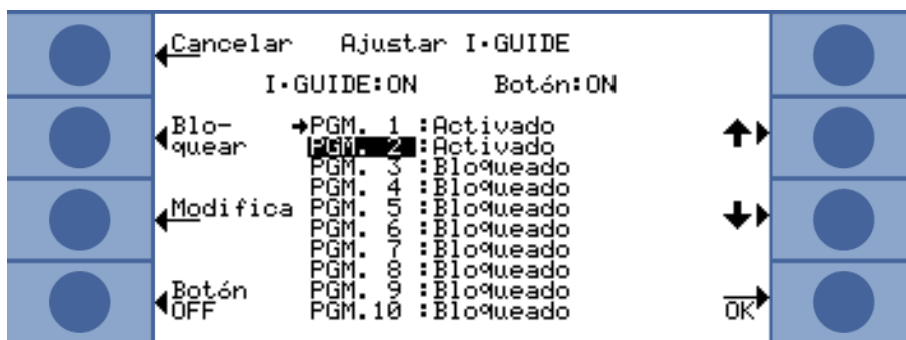 Cancelar Ajustar I·GUIDE
I·GUIDE:ON Botón:ON
Blo-
quear
→PGM. 1 :Activado
PGM. 2 :Activado
PGM. 3 :Bloqueado
PGM. 4 :Bloqueado
Modifica
PGM. 5 :Bloqueado
PGM. 6 :Bloqueado
PGM. 7 :Bloqueado
PGM. 8 :Bloqueado
Botón
OFF
PGM. 9 :Bloqueado
PGM.10 :Bloqueado
OK